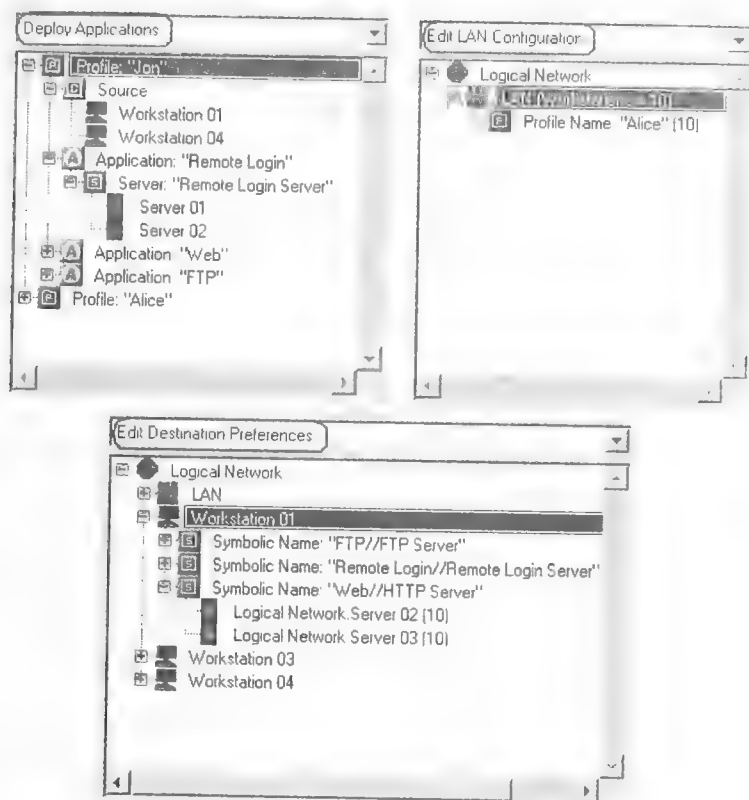 Deploy Applications
Profile: "Jon"
Source
Workstation 01
Workstation 04
Application: "Remote Login"
Server: "Remote Login Server"
Server 01
Server 02
Application "Web"
Application "FTP"
Profile: "Alice"
Edit LAN Configuration
Logical Network
LAN
Profile Name "Alice" (10)
Edit Destination Preferences
Logical Network
LAN
Workstation 01
Symbolic Name: "FTP//FTP Server"
Symbolic Name: "Remote Login//Remote Login Server"
Symbolic Name: "Web//HTTP Server"
Logical Network.Server 02 (10)
Logical Network Server 03 (10)
Workstation 03
Workstation 04